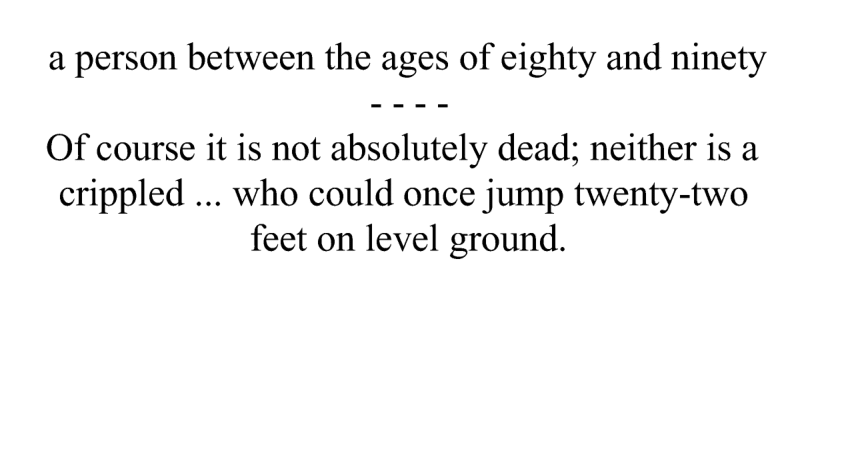 a person between the ages of eighty and ninety
- - - -
Of course it is not absolutely dead; neither is a
crippled ... who could once jump twenty-two
feet on level ground.